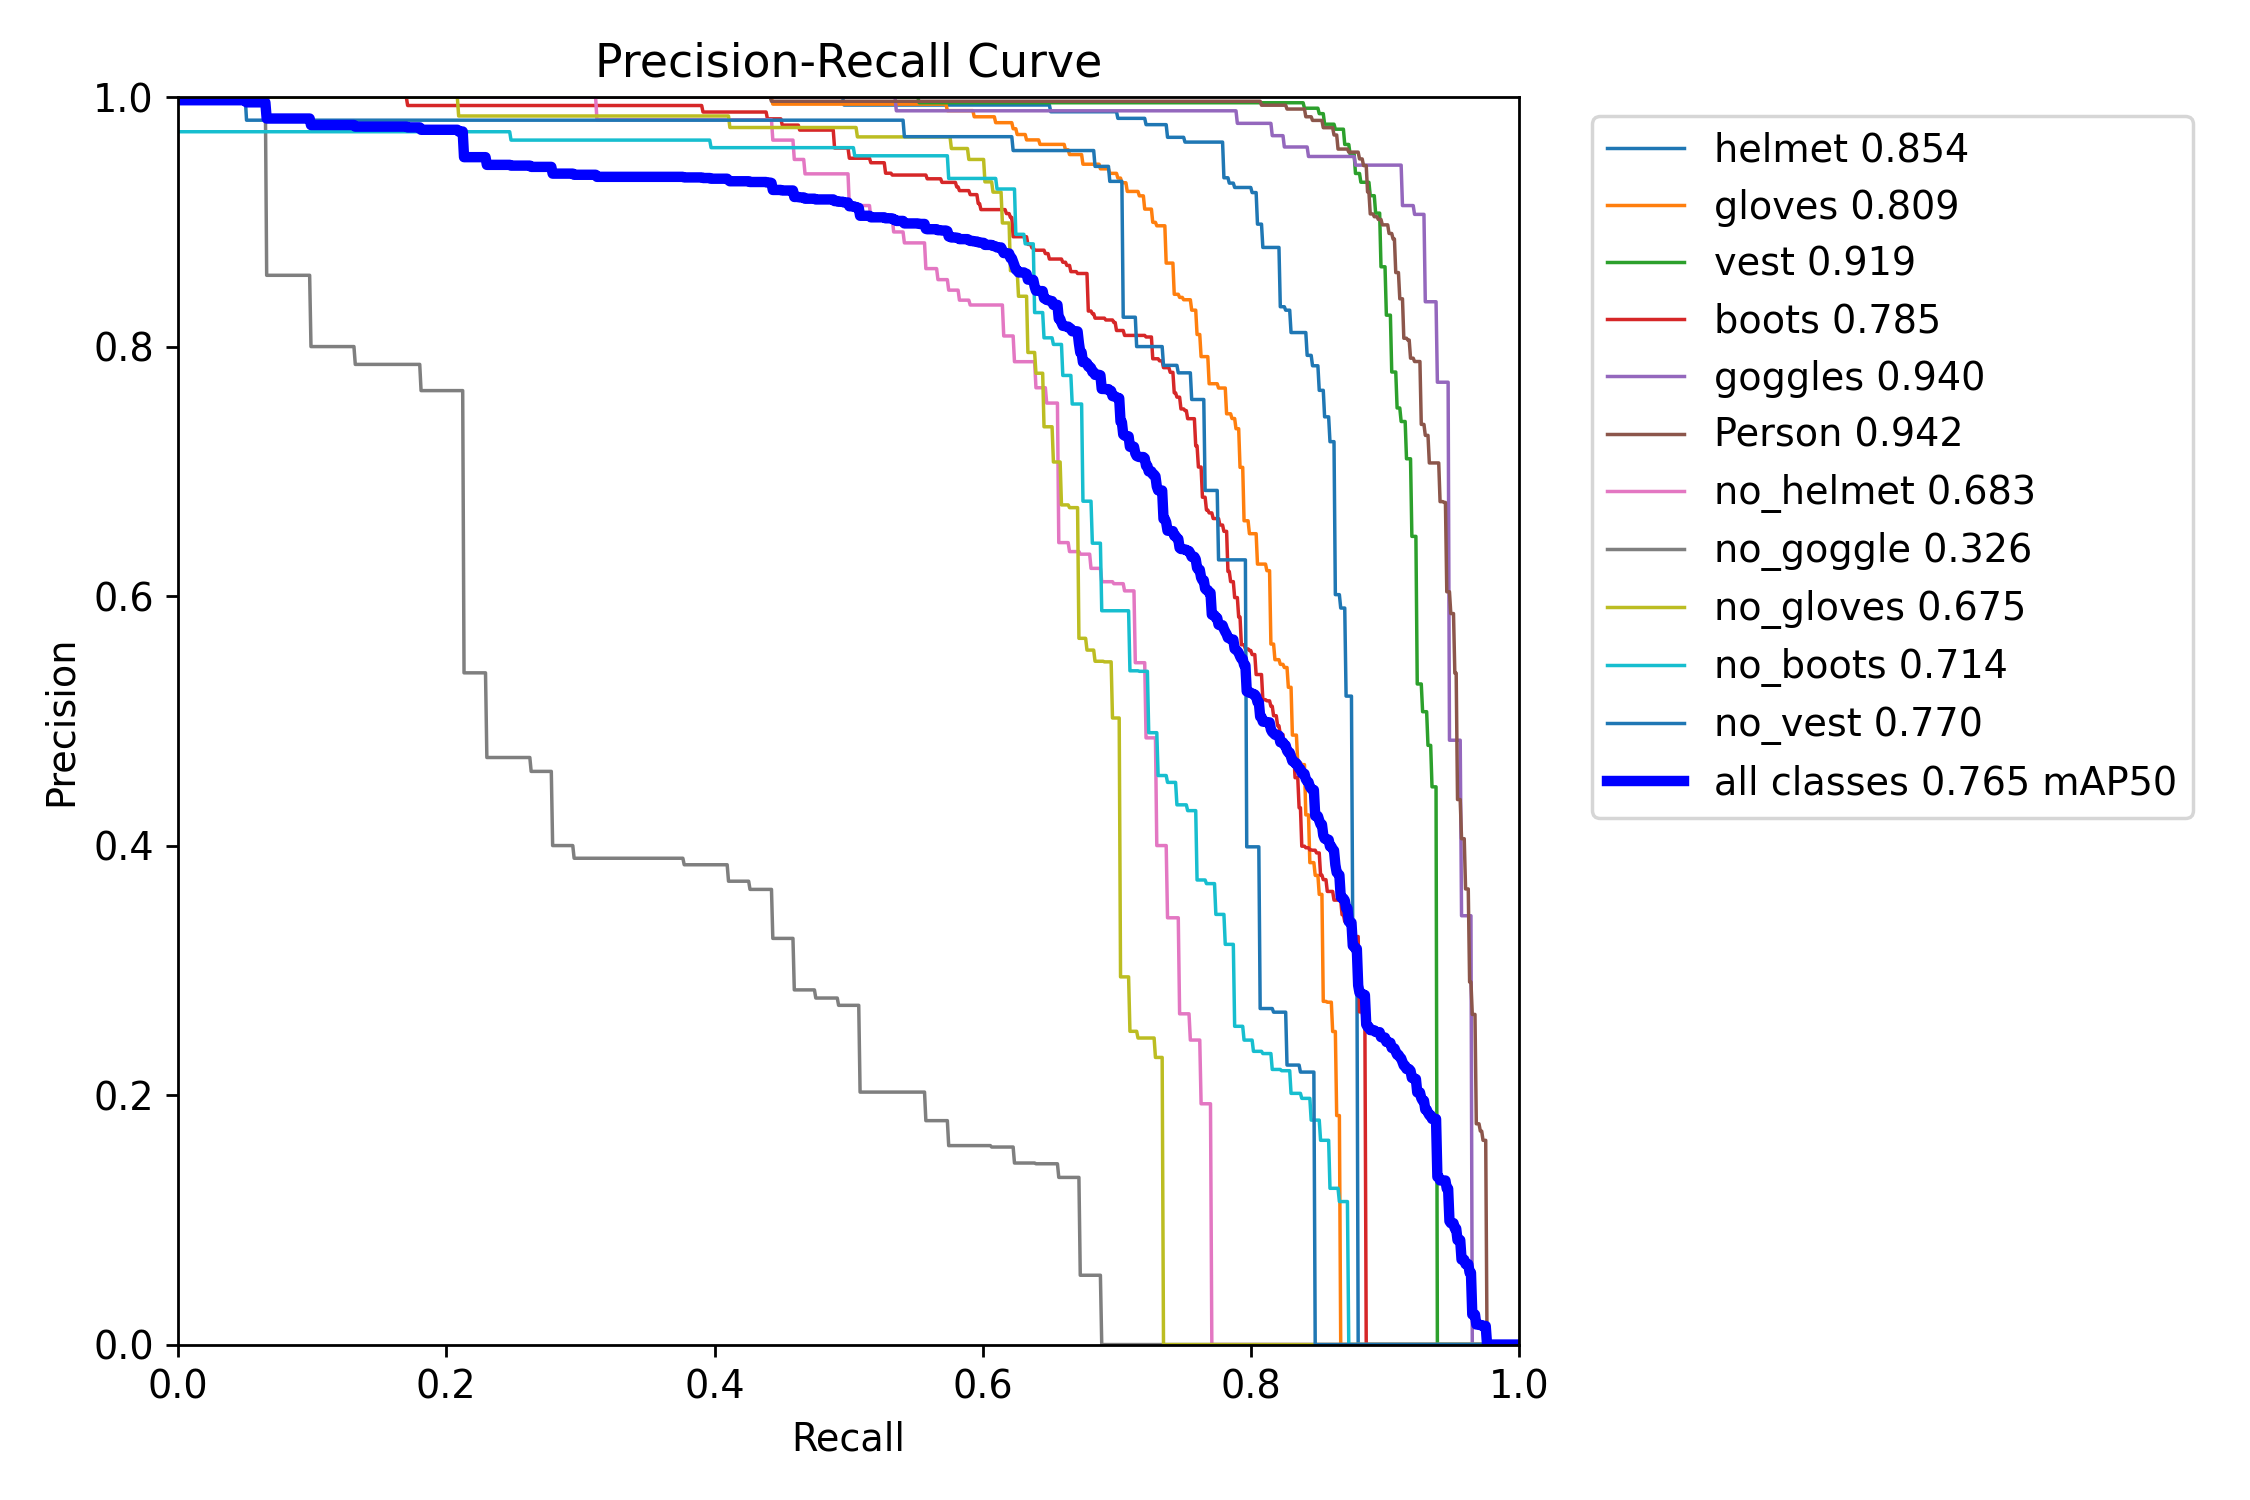 Precision-Recall Curve
1.0
0.8
0.6
0.4
0.2
0.0
Precision
0.0 0.2 0.4 0.6 0.8 1.0
Recall
helmet 0.854
gloves 0.809
vest 0.919
boots 0.785
goggles 0.940
Person 0.942
no_helmet 0.683
no_goggle 0.326
no_gloves 0.675
no_boots 0.714
no_vest 0.770
all classes 0.765 mAP50